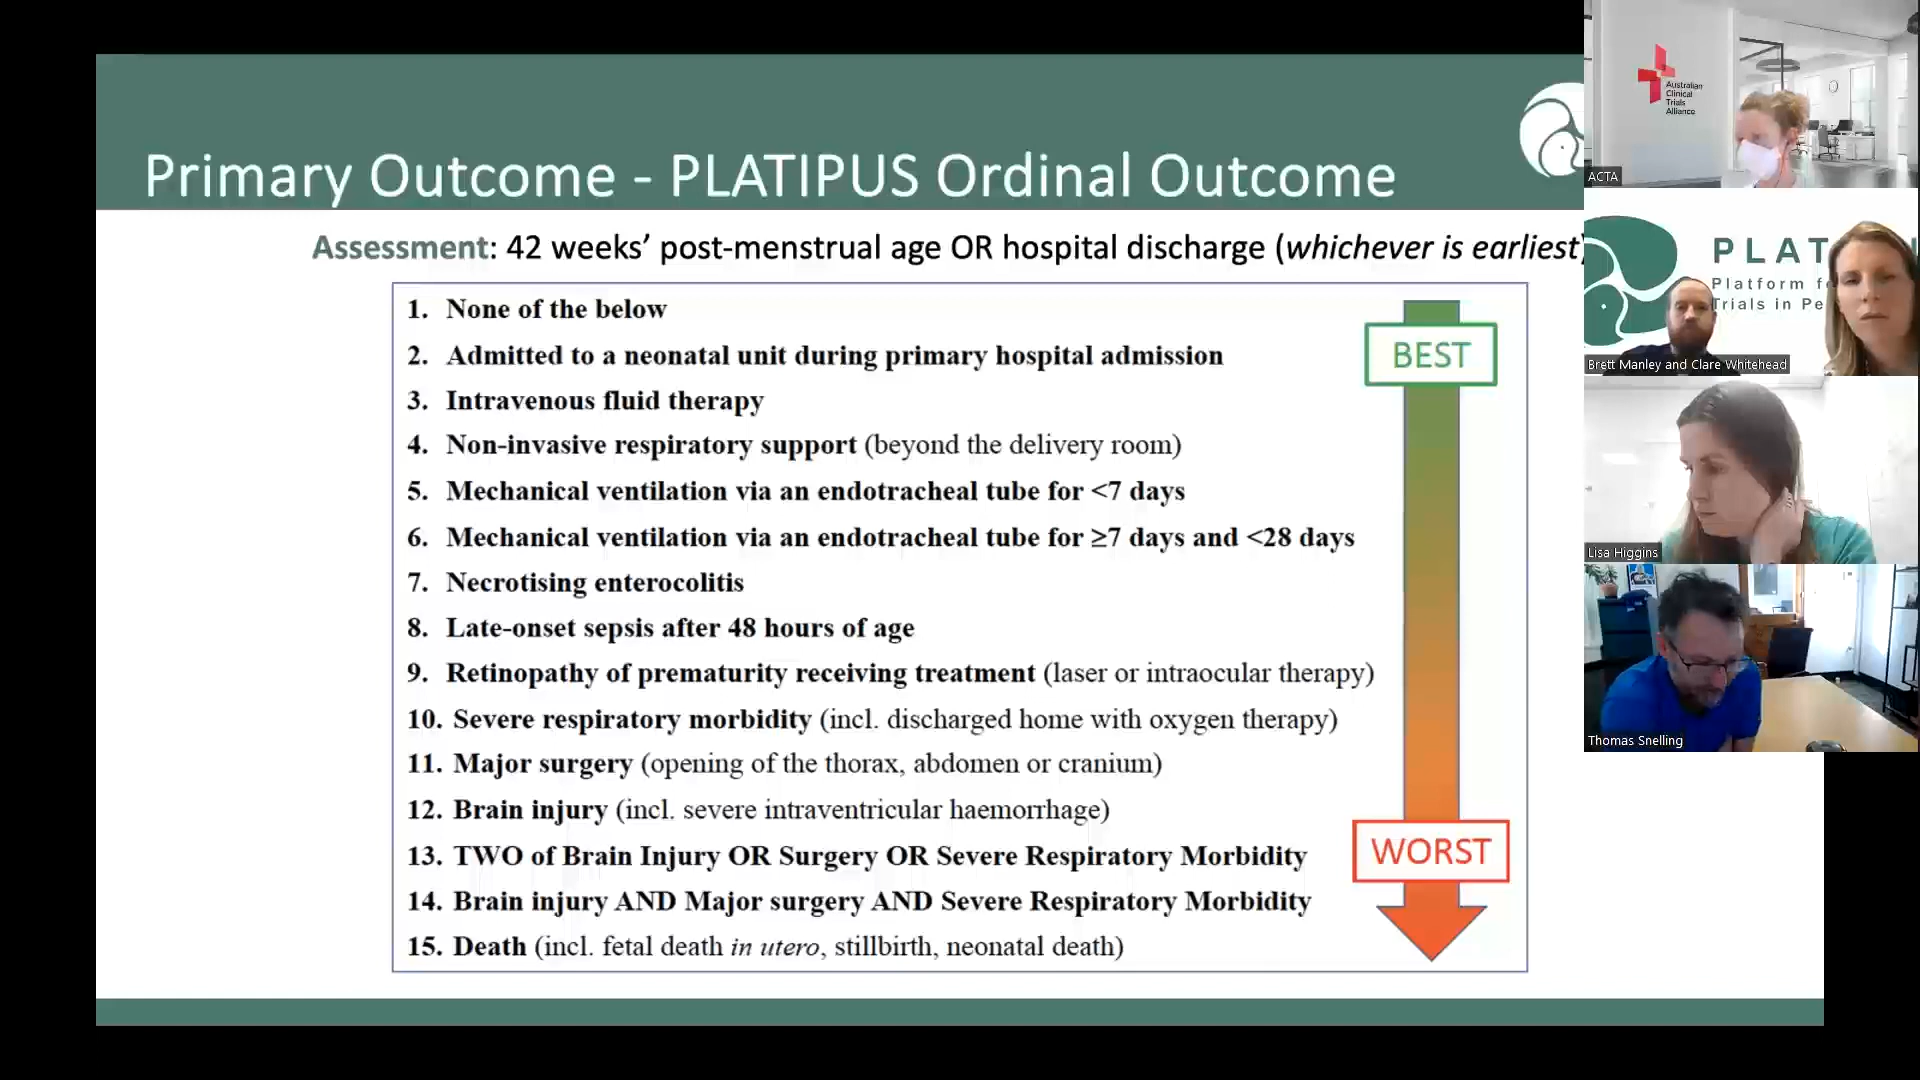 Primary Outcome - PLATIPUS Ordinal Outcome
Assessment: 42 weeks’ post-menstrual age OR hospital discharge (whichever is earliest)
1. None of the below
2. Admitted to a neonatal unit during primary hospital admission
3. Intravenous fluid therapy
4. Non-invasive respiratory support (beyond the delivery room)
5. Mechanical ventilation via an endotracheal tube for <7 days
6. Mechanical ventilation via an endotracheal tube for ≥7 days and <28 days
7. Necrotising enterocolitis
8. Late-onset sepsis after 48 hours of age
9. Retinopathy of prematurity receiving treatment (laser or intraocular therapy)
10. Severe respiratory morbidity (incl. discharged home with oxygen therapy)
11. Major surgery (opening of the thorax, abdomen or cranium)
12. Brain injury (incl. severe intraventricular haemorrhage)
13. TWO of Brain Injury OR Surgery OR Severe Respiratory Morbidity
14. Brain injury AND Major surgery AND Severe Respiratory Morbidity
15. Death (incl. fetal death in utero, stillbirth, neonatal death)
BEST
WORST
Australian
Clinical
Trials
Alliance
ACTA
PLAT
Platform f
Trials in Pe
Brett Manley and Clare Whitehead
Lisa Higgins
Thomas Snelling